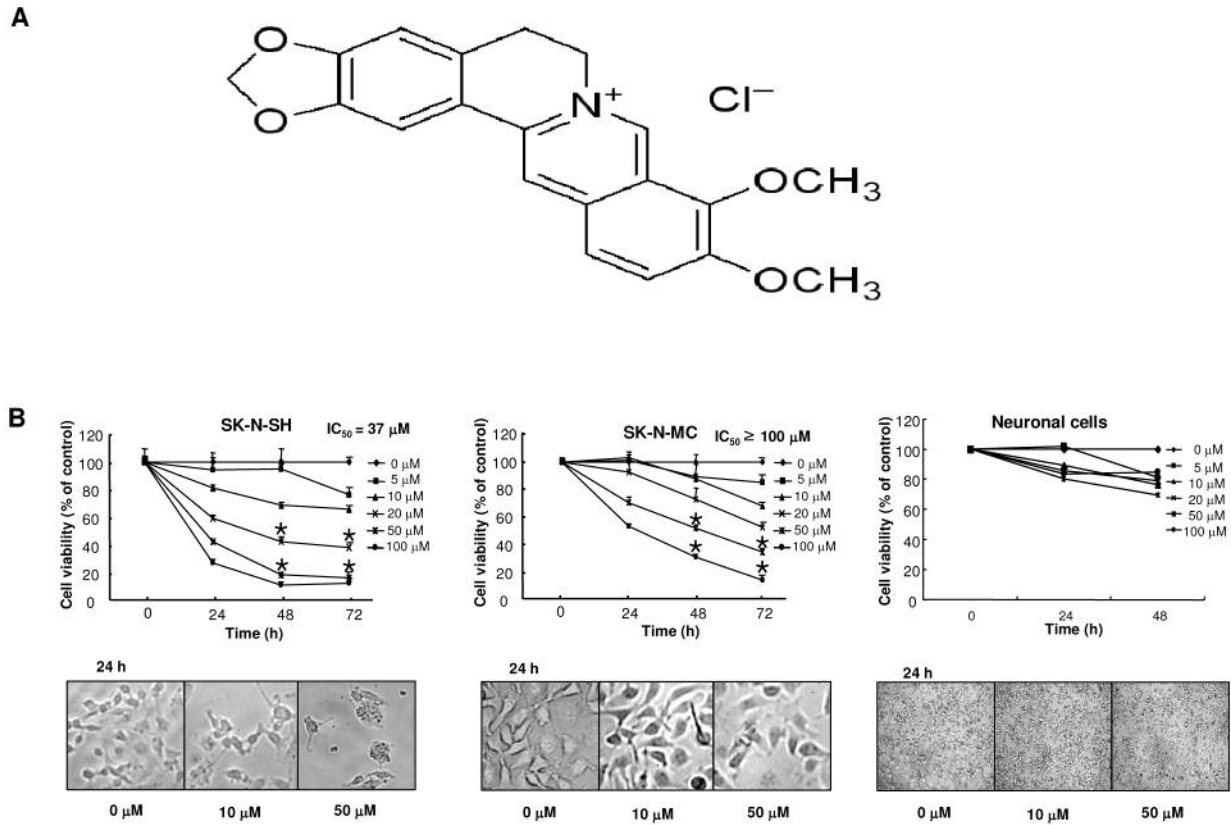 A
O
O
N+
Cl−
OCH3
OCH3
B
SK-N-SH
IC50 = 37 µM
Cell viability (% of control)
120
100
80
60
40
20
0
0 24 48 72
Time (h)
0 µM
5 µM
10 µM
20 µM
50 µM
100 µM
SK-N-MC
IC50 ≥ 100 µM
Cell viability (% of control)
120
100
80
60
40
20
0
0 24 48 72
Time (h)
0 µM
5 µM
10 µM
20 µM
50 µM
100 µM
Neuronal cells
Cell viability (% of control)
120
100
80
60
40
20
0
0 24 48
Time (h)
0 µM
5 µM
10 µM
20 µM
50 µM
100 µM
24 h
0 µM 10 µM 50 µM
24 h
0 µM 10 µM 50 µM
24 h
0 µM 10 µM 50 µM